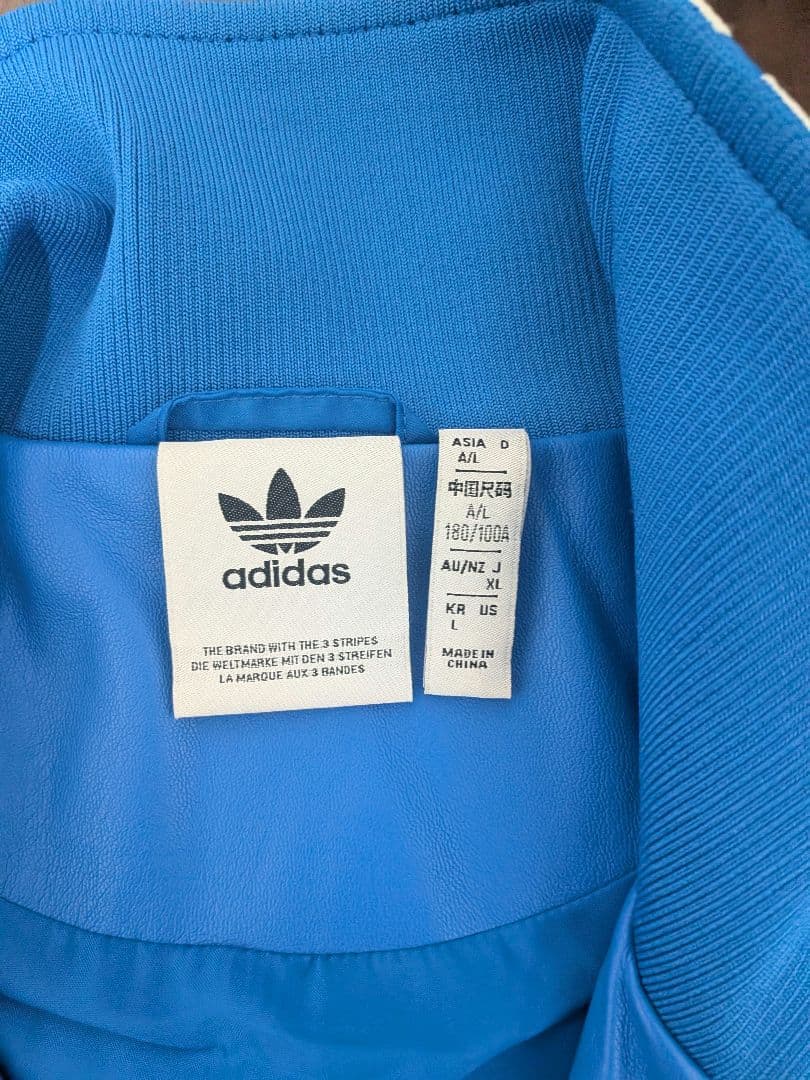 adidas
THE BRAND WITH THE 3 STRIPES
DIE WELTMARKE MIT DEN 3 STREIFEN
LA MARQUE AUX 3 BANDES
ASIA D
A/L
中国尺码
A/L
180/100A
AU/NZ J
XL
KR US
L
MADE IN
CHINA